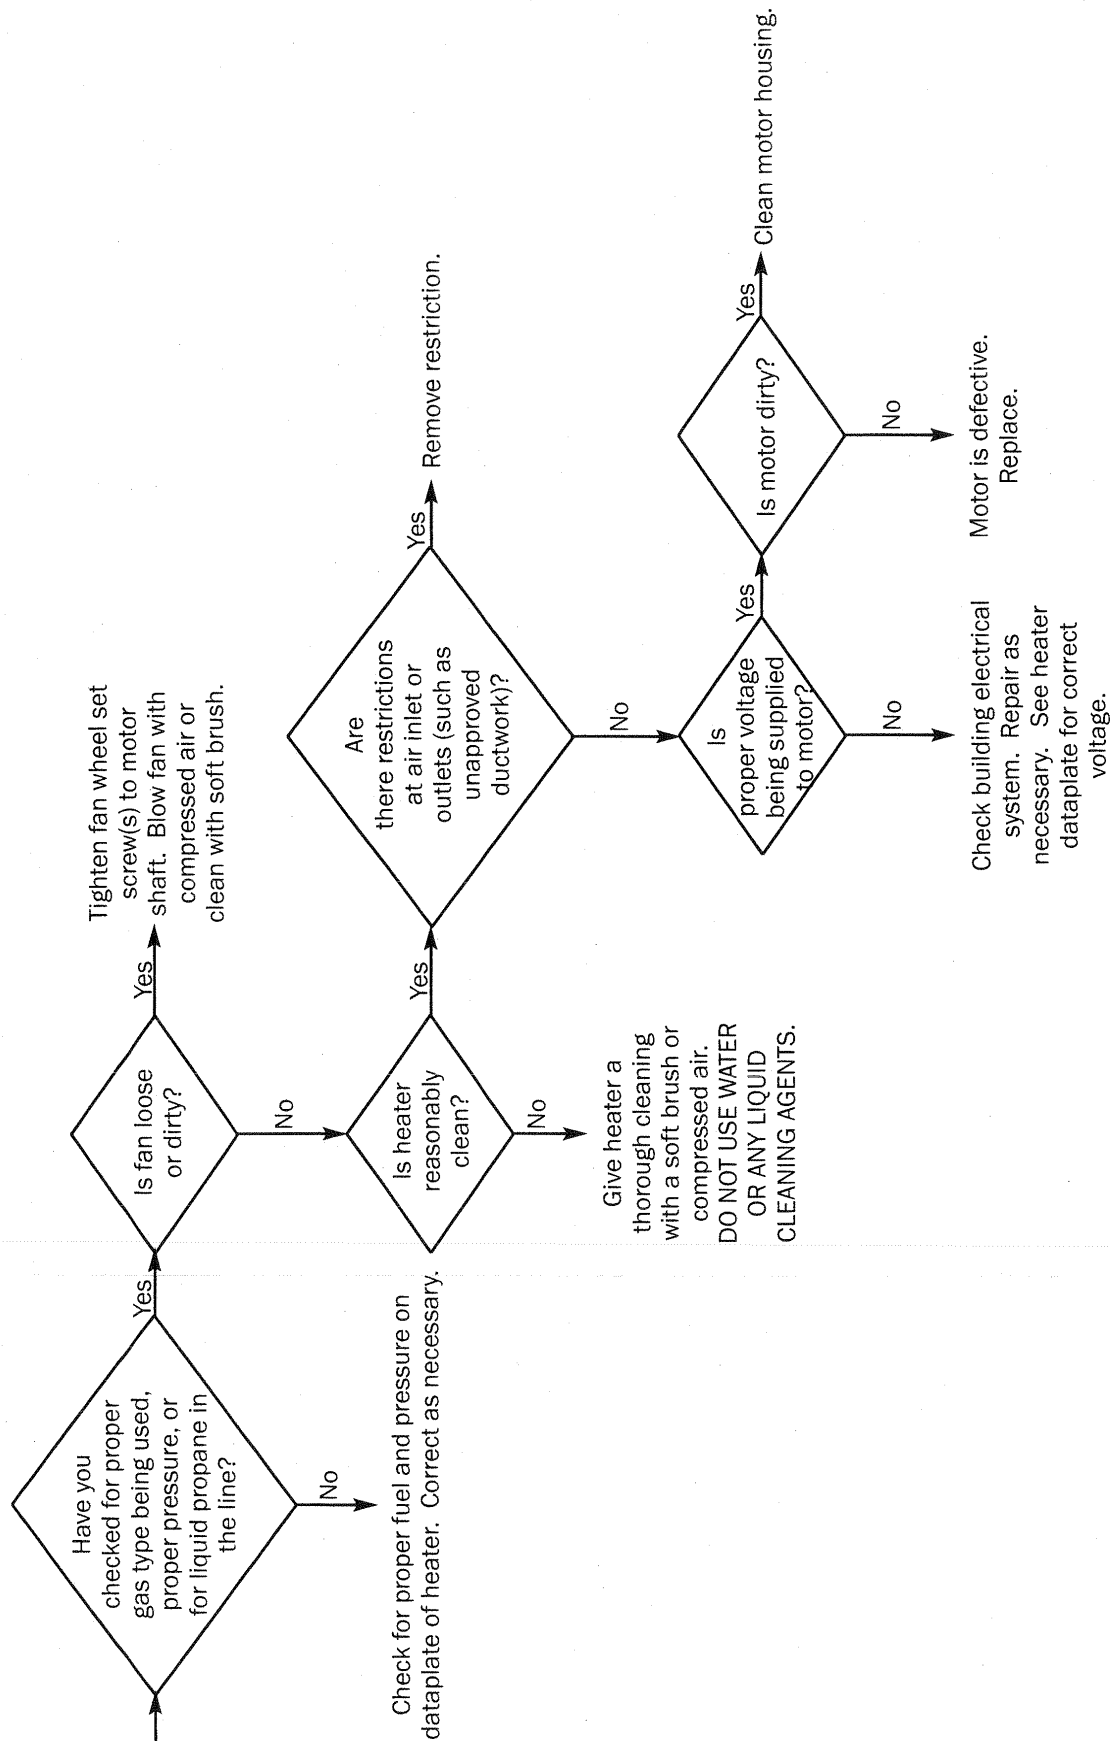 Have you
checked for proper
gas type being used,
proper pressure, or
for liquid propane in
the line?
Yes
No
Check for proper fuel and pressure on
dataplate of heater.  Correct as necessary.
Is fan loose
or dirty?
Yes
Tighten fan wheel set
screw(s) to motor
shaft.  Blow fan with
compressed air or
clean with soft brush.
No
Is heater
reasonably
clean?
No
Give heater a
thorough cleaning
with a soft brush or
compressed air.
DO NOT USE WATER
OR ANY LIQUID
CLEANING AGENTS.
Yes
Are
there restrictions
at air inlet or
outlets (such as
unapproved
ductwork)?
Yes
Remove restriction.
No
Is
proper voltage
being supplied
to motor?
No
Check building electrical
system.  Repair as
necessary.  See heater
dataplate for correct
voltage.
Yes
Is motor dirty?
Yes
Clean motor housing.
No
Motor is defective.
Replace.